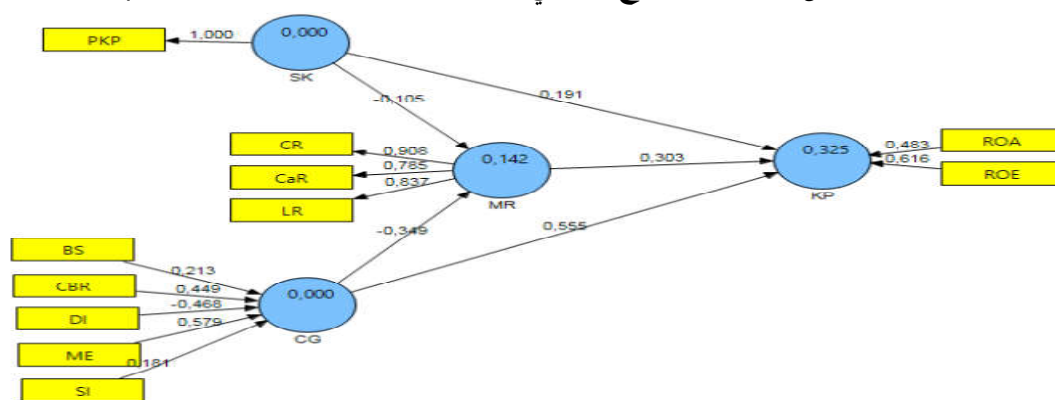 PKP
1,000
0,000
SK
-0,105
0,191
CR
0,908
CaR
0,785
LR
0,837
0,142
MR
0,303
0,325
KP
0,483
ROA
0,616
ROE
-0,349
0,555
BS
0,213
CBR
0,449
DI
-0,468
ME
0,579
SI
0,181
0,000
CG